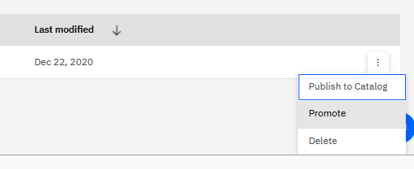 Last modified
Dec 22, 2020
Publish to Catalog
Promote
Delete